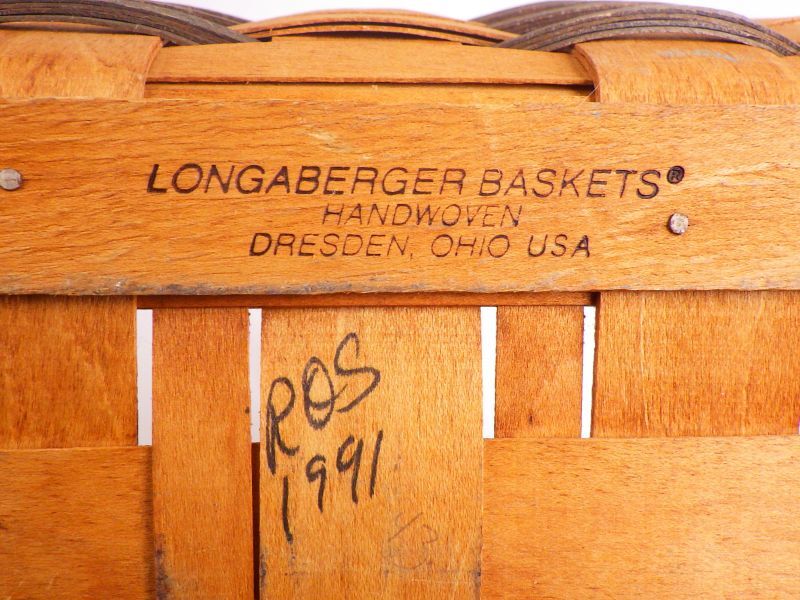 LONGABERGER BASKETS®
HANDWOVEN
DRESDEN, OHIO USA
ROS
1991